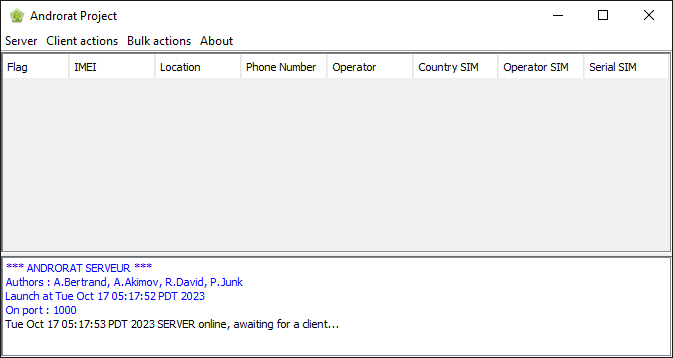 Androrat Project
Server Client actions Bulk actions About
Flag IMEI Location Phone Number Operator Country SIM Operator SIM Serial SIM
*** ANDRORAT SERVEUR ***
Authors : A.Bertrand, A.Akimov, R.David, P.Junk
Launch at Tue Oct 17 05:17:52 PDT 2023
On port : 1000
Tue Oct 17 05:17:53 PDT 2023 SERVER online, awaiting for a client...